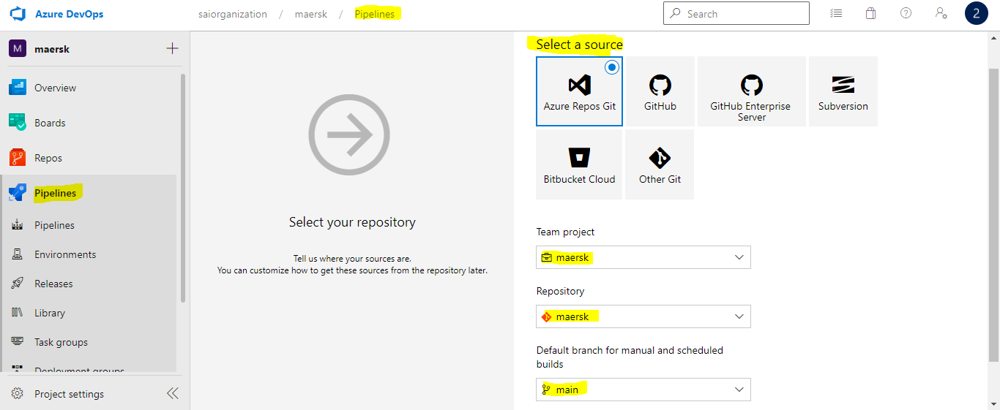 Azure DevOps
saiorganization / maersk / Pipelines
Search
2
M maersk
Overview
Boards
Repos
Pipelines
Pipelines
Environments
Releases
Library
Task groups
Deployment groups
Project settings
Select your repository
Tell us where your sources are.
You can customize how to get these sources from the repository later.
Select a source
Azure Repos Git
GitHub
GitHub Enterprise
Server
Subversion
Bitbucket Cloud
Other Git
Team project
maersk
Repository
maersk
Default branch for manual and scheduled
builds
main